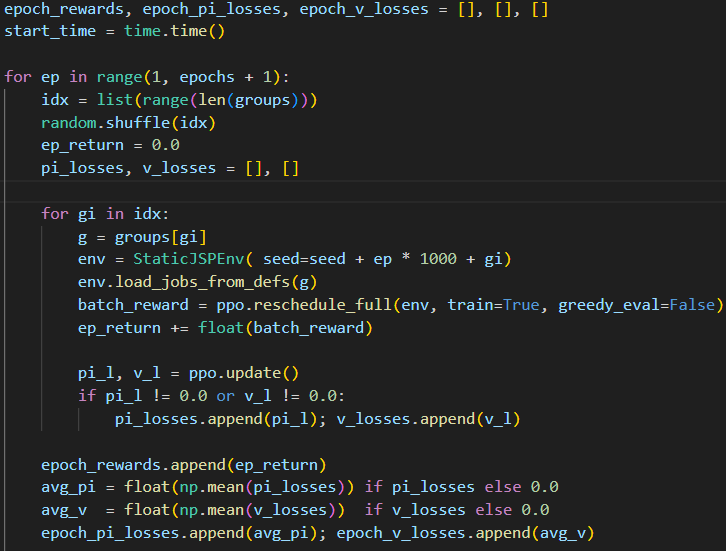 epoch_rewards, epoch_pi_losses, epoch_v_losses = [], [], []
start_time = time.time()

for ep in range(1, epochs + 1):
    idx = list(range(len(groups)))
    random.shuffle(idx)
    ep_return = 0.0
    pi_losses, v_losses = [], []

    for gi in idx:
        g = groups[gi]
        env = StaticJSPEnv( seed=seed + ep * 1000 + gi)
        env.load_jobs_from_defs(g)
        batch_reward = ppo.reschedule_full(env, train=True, greedy_eval=False)
        ep_return += float(batch_reward)

        pi_l, v_l = ppo.update()
        if pi_l != 0.0 or v_l != 0.0:
            pi_losses.append(pi_l); v_losses.append(v_l)

    epoch_rewards.append(ep_return)
    avg_pi = float(np.mean(pi_losses)) if pi_losses else 0.0
    avg_v  = float(np.mean(v_losses))  if v_losses else 0.0
    epoch_pi_losses.append(avg_pi); epoch_v_losses.append(avg_v)